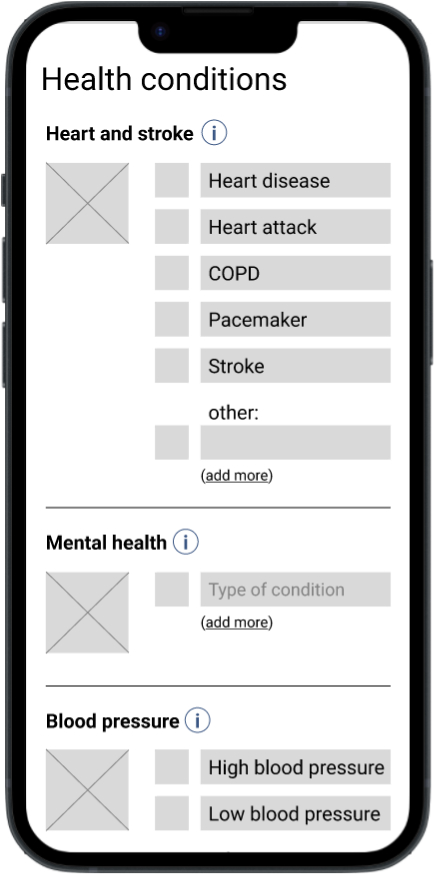 Health conditions
Heart and stroke i
Heart disease
Heart attack
COPD
Pacemaker
Stroke
other:
(add more)
Mental health i
Type of condition
(add more)
Blood pressure i
High blood pressure
Low blood pressure